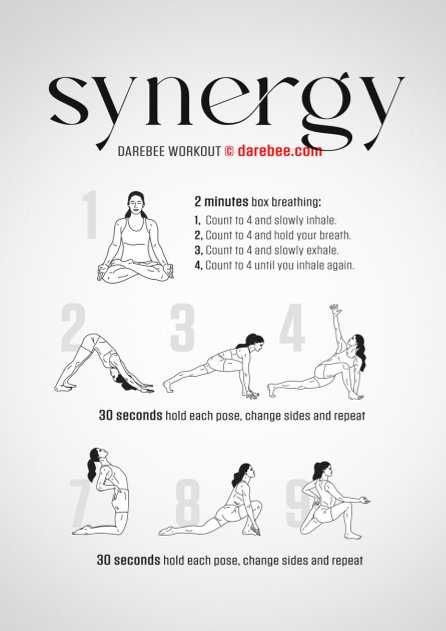 synergy
DAREBEE WORKOUT © darebee.com
1
2 minutes box breathing:
1, Count to 4 and slowly inhale.
2, Count to 4 and hold your breath.
3, Count to 4 and slowly exhale.
4, Count to 4 until you inhale again.
2 3 4
30 seconds hold each pose, change sides and repeat
7 8 9
30 seconds hold each pose, change sides and repeat